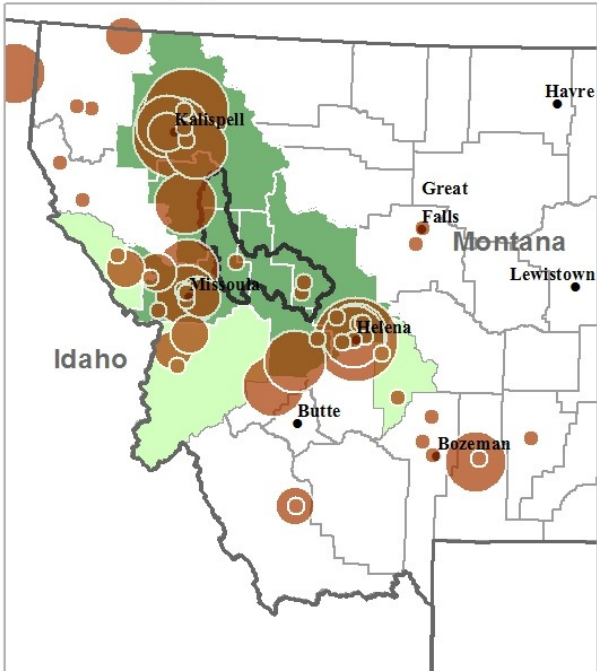 Havre
Kalispell
Great
Falls
Montana
Lewistown
Missoula
Helena
Idaho
Butte
Bozeman